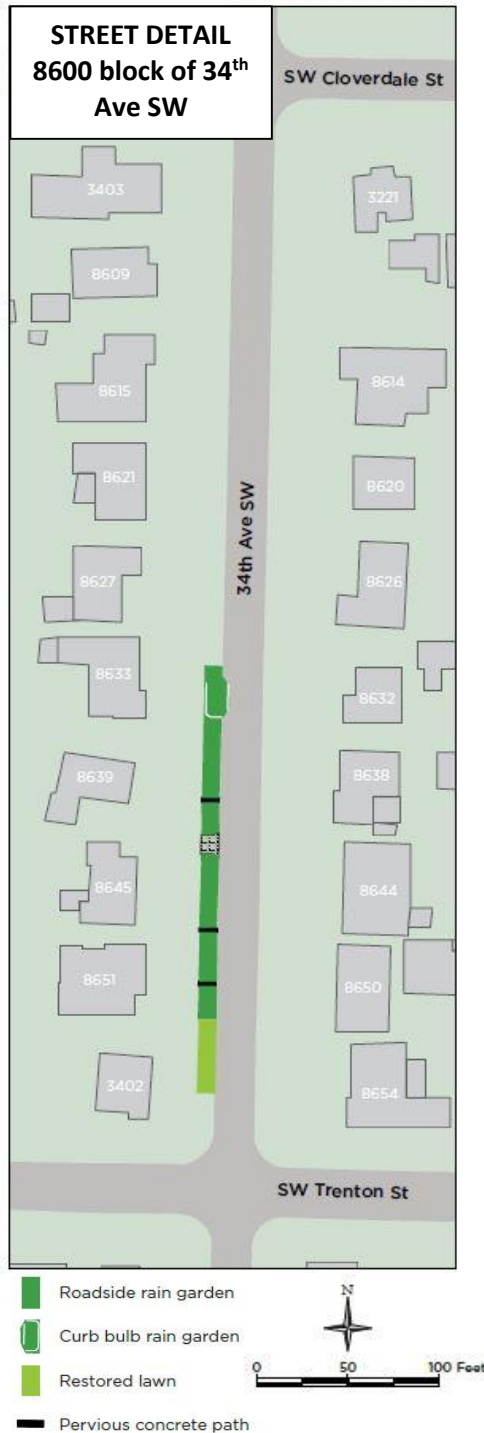 STREET DETAIL
8600 block of 34th
Ave SW
SW Cloverdale St
3403
3221
8609
8615
8614
8621
8620
34th Ave SW
8627
8626
8633
8632
8639
8638
8645
8644
8651
8650
3402
8654
SW Trenton St
Roadside rain garden
Curb bulb rain garden
Restored lawn
Pervious concrete path
N
0 50 100 Feet